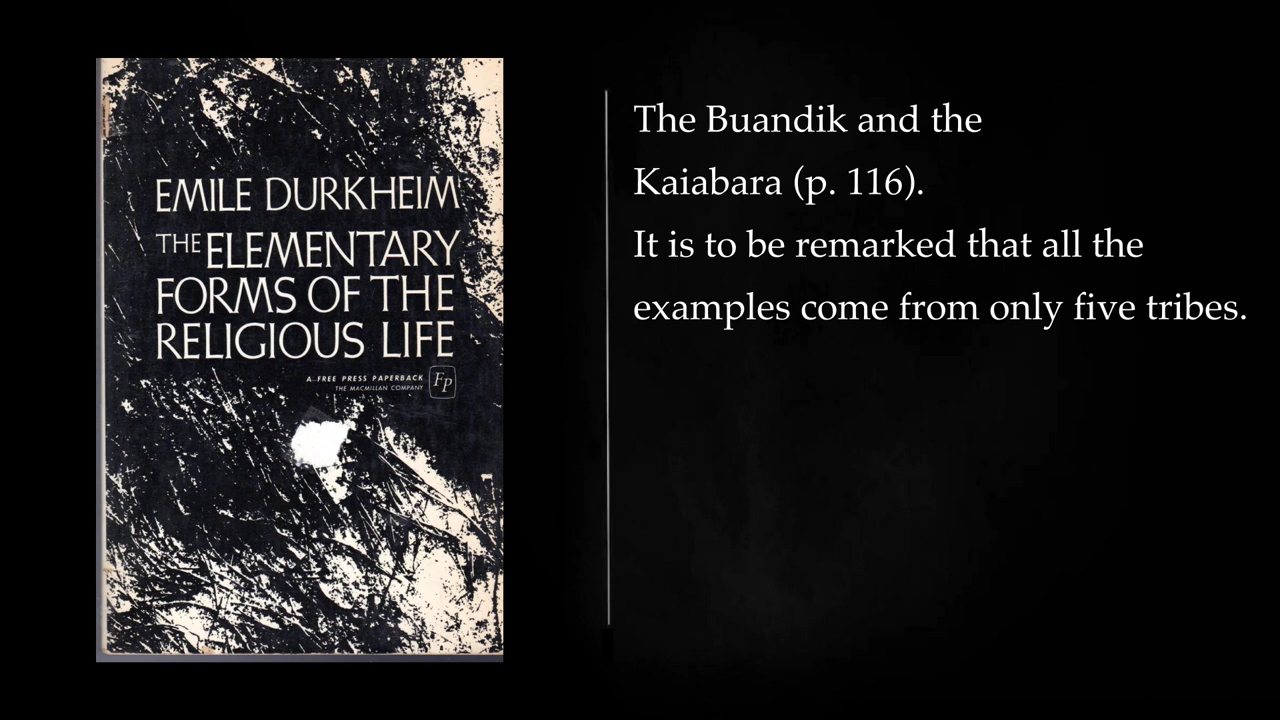 EMILE DURKHEIM
THE ELEMENTARY
FORMS OF THE
RELIGIOUS LIFE
A FREE PRESS PAPERBACK
THE MACMILLAN COMPANY
FP
The Buandik and the
Kaiabara (p. 116).
It is to be remarked that all the
examples come from only five tribes.